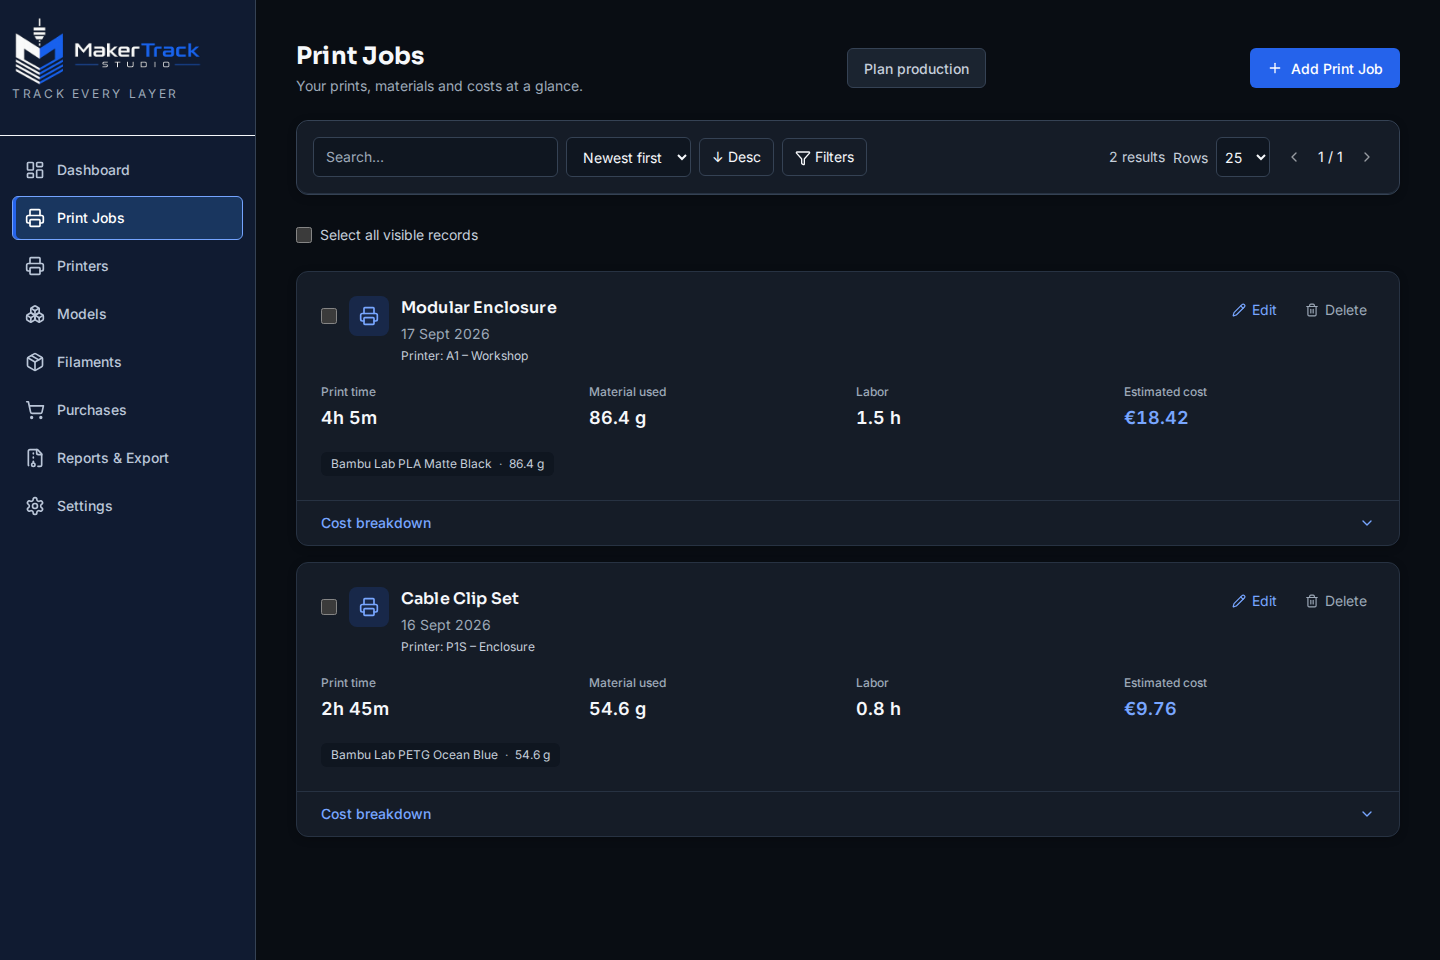 MakerTrack
STUDIO
TRACK EVERY LAYER
Dashboard
Print Jobs
Printers
Models
Filaments
Purchases
Reports & Export
Settings
Print Jobs
Your prints, materials and costs at a glance.
Plan production
+ Add Print Job
Search...
Newest first
↓ Desc
Filters
2 results Rows 25 < 1 / 1 >
Select all visible records
Modular Enclosure
17 Sept 2026
Printer: A1 – Workshop
Edit Delete
Print time Material used Labor Estimated cost
4h 5m 86.4 g 1.5 h €18.42
Bambu Lab PLA Matte Black · 86.4 g
Cost breakdown
Cable Clip Set
16 Sept 2026
Printer: P1S – Enclosure
Edit Delete
Print time Material used Labor Estimated cost
2h 45m 54.6 g 0.8 h €9.76
Bambu Lab PETG Ocean Blue · 54.6 g
Cost breakdown